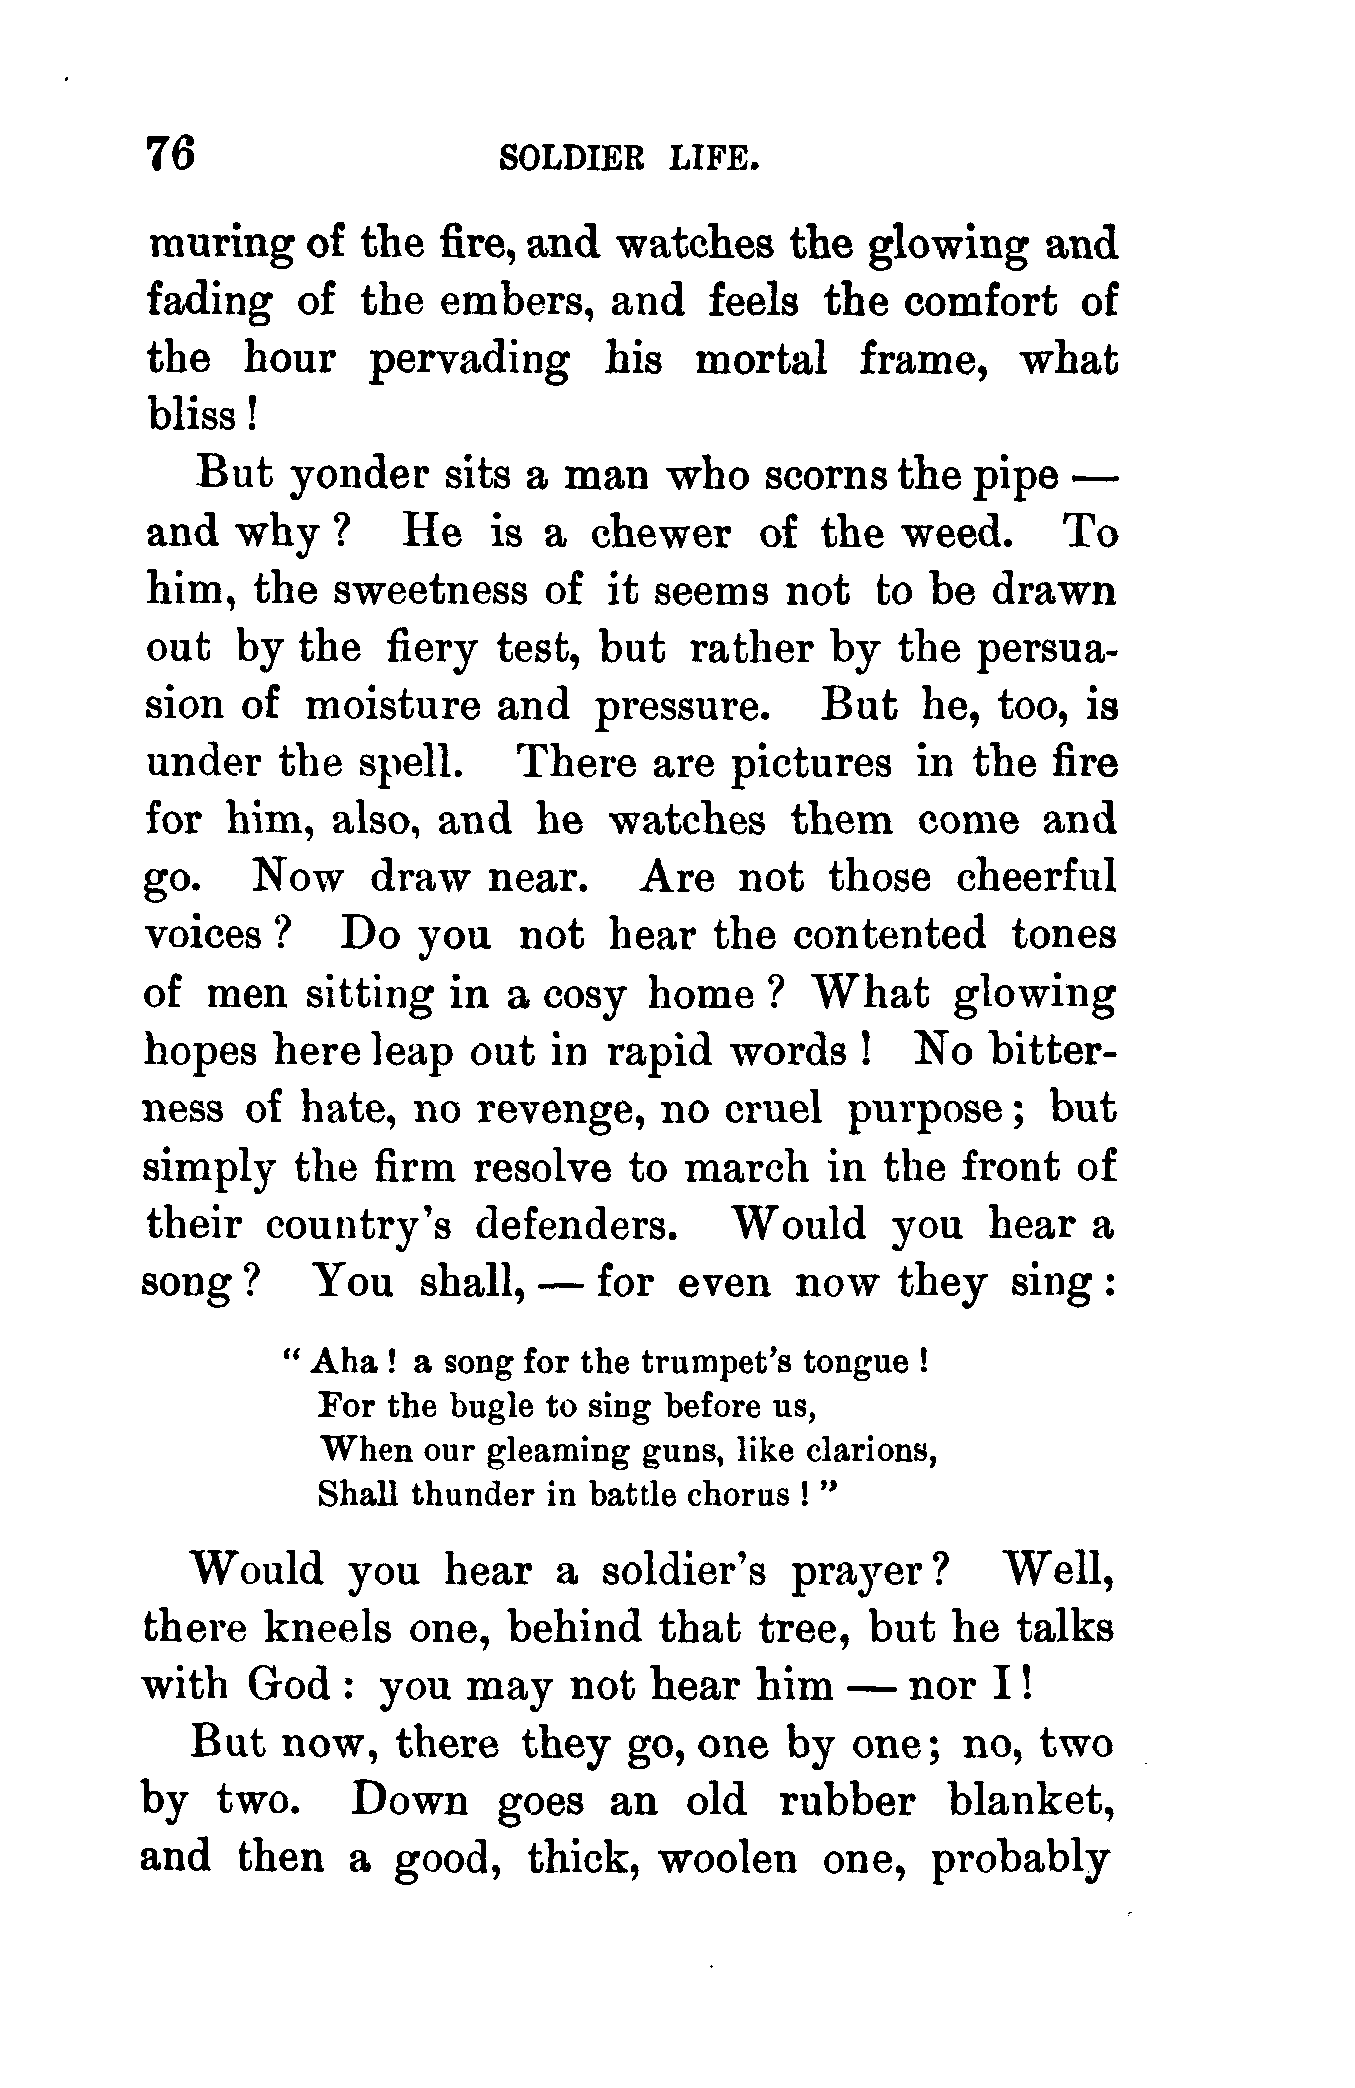 76 SOLDIER LIFE.
muring of the fire, and watches the glowing and
fading of the embers, and feels the comfort of
the hour pervading his mortal frame, what
bliss !
But yonder sits a man who scorns the pipe —
and why ? He is a chewer of the weed. To
him, the sweetness of it seems not to be drawn
out by the fiery test, but rather by the persua-
sion of moisture and pressure. But he, too, is
under the spell. There are pictures in the fire
for him, also, and he watches them come and
go. Now draw near. Are not those cheerful
voices ? Do you not hear the contented tones
of men sitting in a cosy home ? What glowing
hopes here leap out in rapid words ! No bitter-
ness of hate, no revenge, no cruel purpose ; but
simply the firm resolve to march in the front of
their country's defenders. Would you hear a
song ? You shall, — for even now they sing :
“ Aha ! a song for the trumpet's tongue !
For the bugle to sing before us,
When our gleaming guns, like clarions,
Shall thunder in battle chorus ! ”
Would you hear a soldier's prayer ? Well,
there kneels one, behind that tree, but he talks
with God : you may not hear him — nor I !
But now, there they go, one by one ; no, two
by two. Down goes an old rubber blanket,
and then a good, thick, woolen one, probably